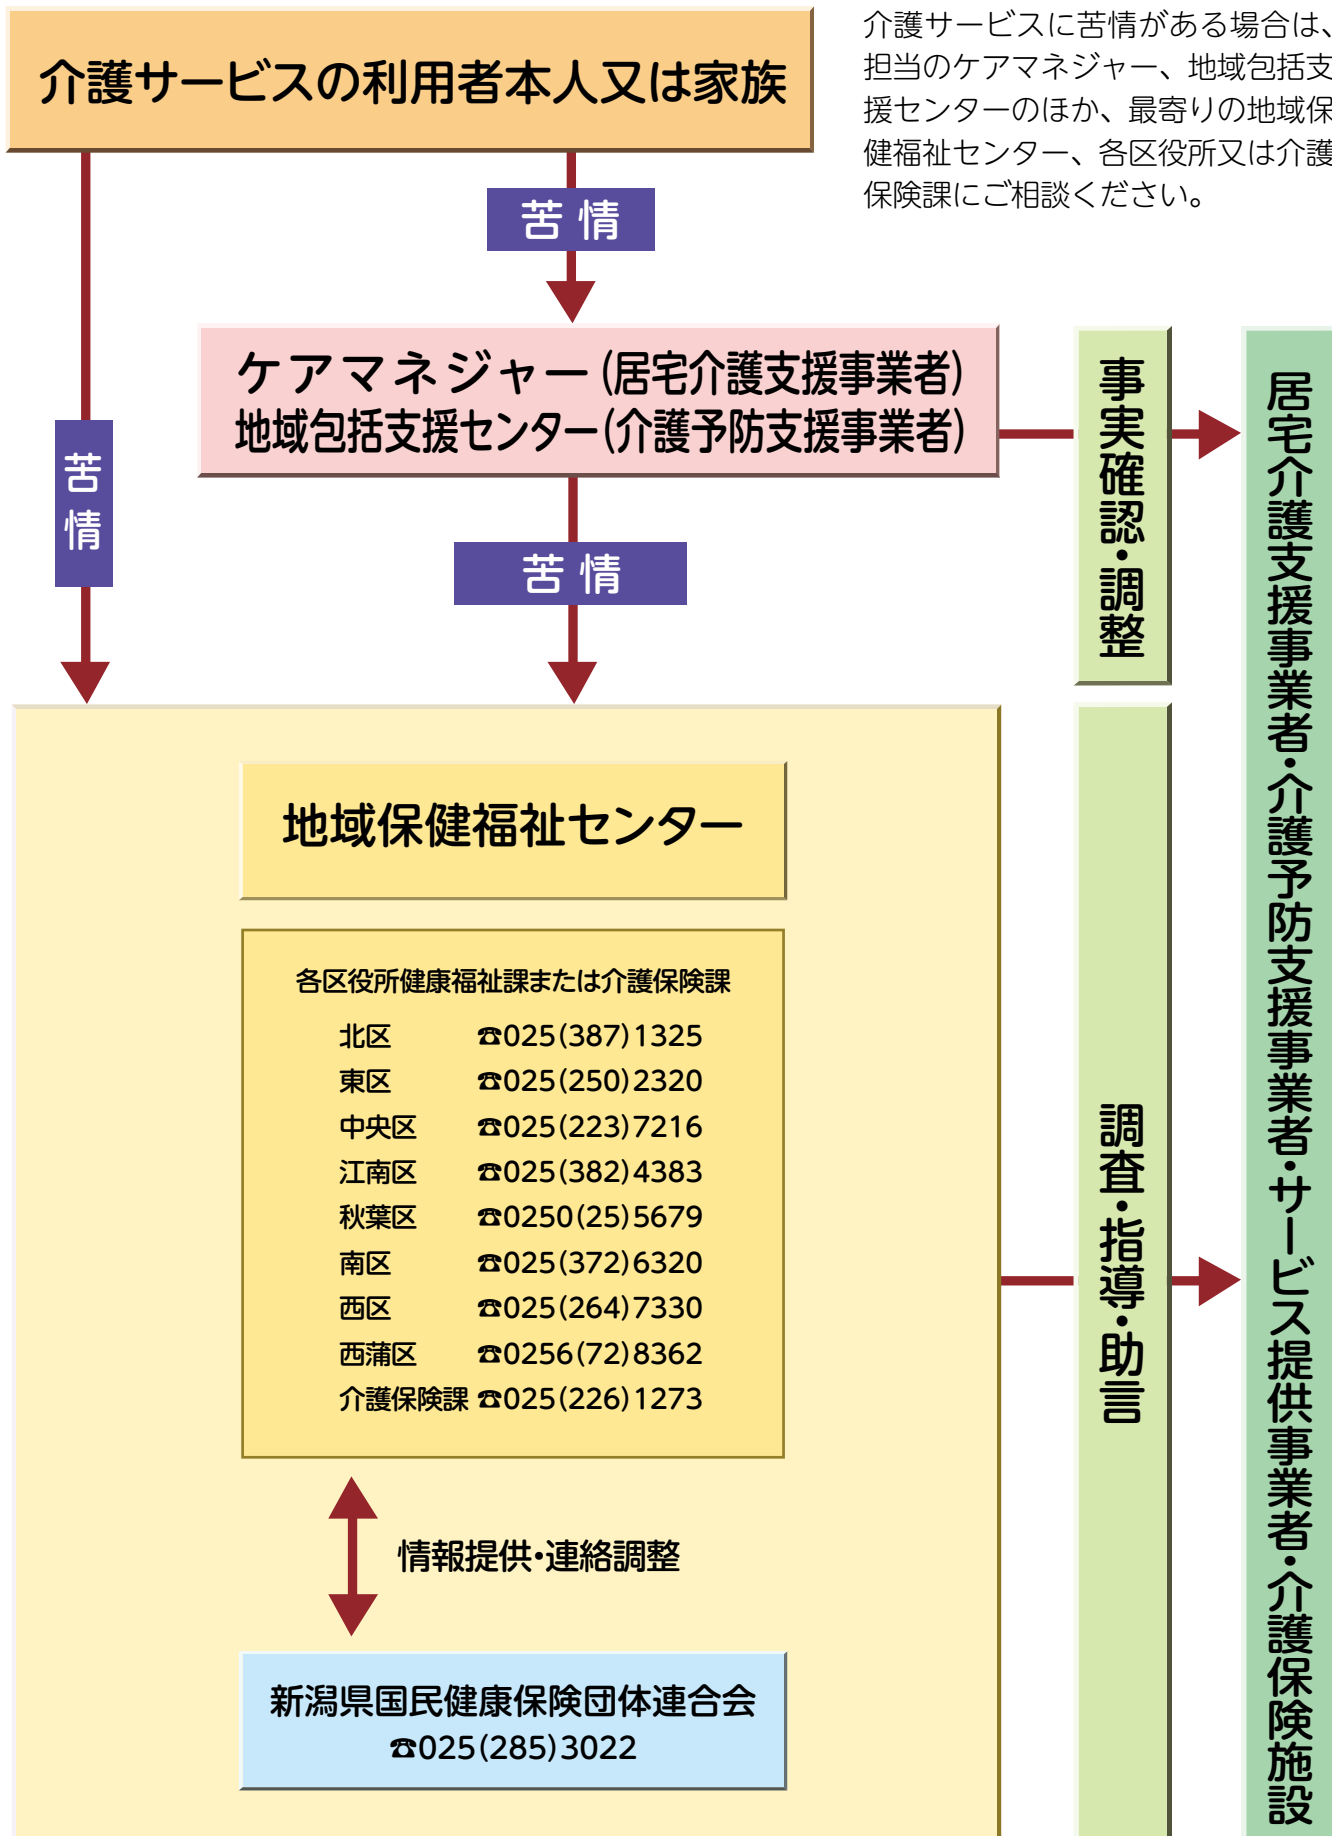 介護サービスの利用者本人又は家族
介護サービスに苦情がある場合は、
担当のケアマネジャー、地域包括支
援センターのほか、最寄りの地域保
健福祉センター、各区役所又は介護
保険課にご相談ください。
苦情
ケアマネジャー(居宅介護支援事業者)
地域包括支援センター(介護予防支援事業者)
事実確認・調整
居宅介護支援事業者・介護予防支援事業者・サービス提供事業者・介護保険施設
苦情
苦情
地域保健福祉センター
各区役所健康福祉課または介護保険課
北区 ☎025(387)1325
東区 ☎025(250)2320
中央区 ☎025(223)7216
江南区 ☎025(382)4383
秋葉区 ☎0250(25)5679
南区 ☎025(372)6320
西区 ☎025(264)7330
西蒲区 ☎0256(72)8362
介護保険課 ☎025(226)1273
調査・指導・助言
情報提供・連絡調整
新潟県国民健康保険団体連合会
☎025(285)3022